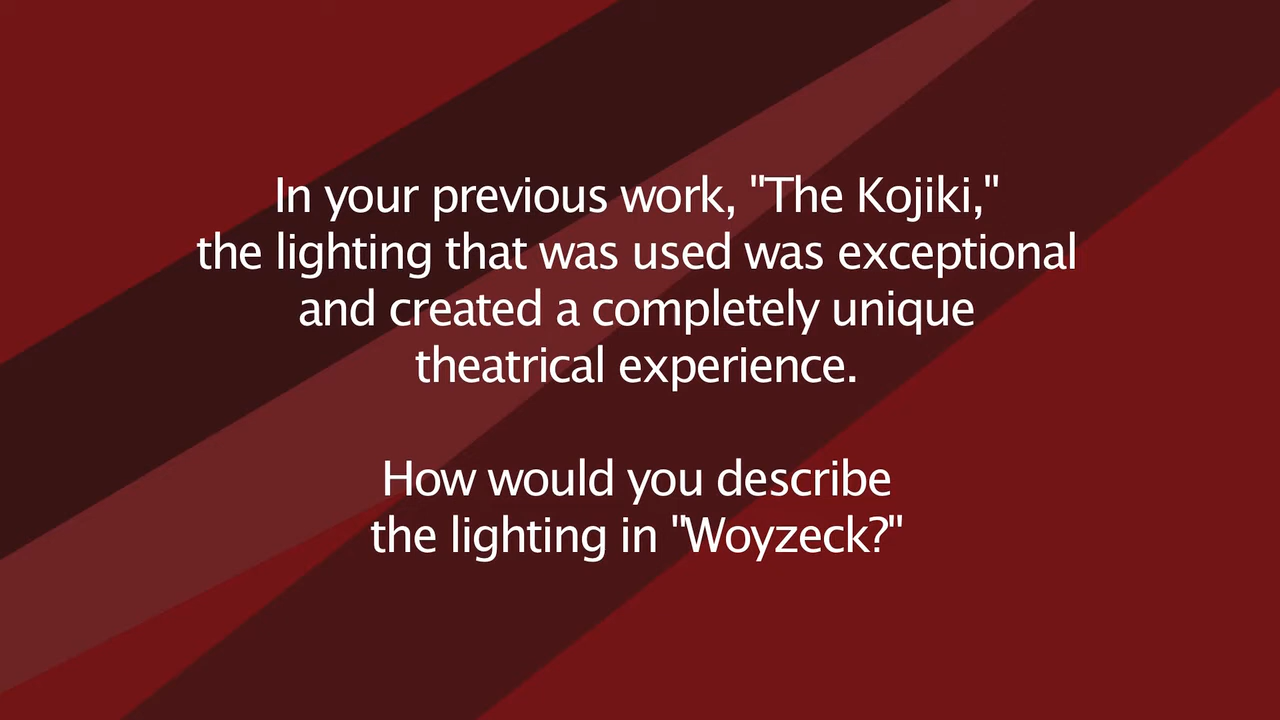 In your previous work, "The Kojiki,"
the lighting that was used was exceptional
and created a completely unique
theatrical experience.
How would you describe
the lighting in "Woyzeck?"